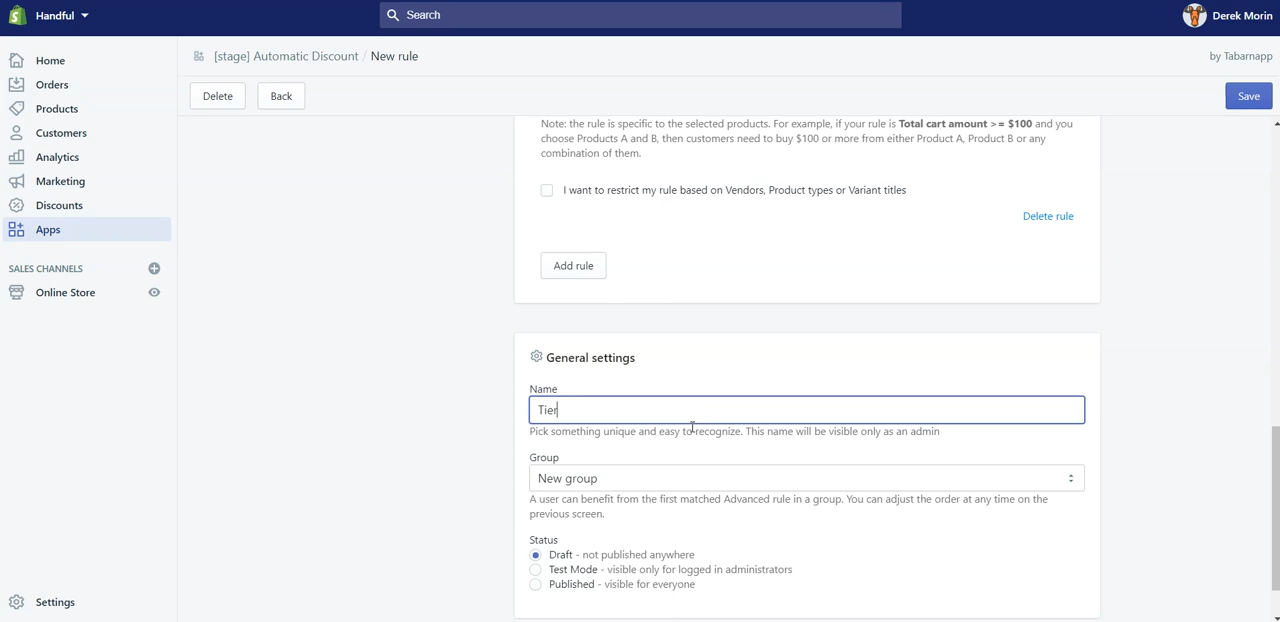 Handful
Search
Derek Morin
Home
Orders
Products
Customers
Analytics
Marketing
Discounts
Apps
SALES CHANNELS
Online Store
Settings
[stage] Automatic Discount / New rule
by Tabarnapp
Delete
Back
Save
Note: the rule is specific to the selected products. For example, if your rule is Total cart amount >= $100 and you
choose Products A and B, then customers need to buy $100 or more from either Product A, Product B or any
combination of them.
I want to restrict my rule based on Vendors, Product types or Variant titles
Delete rule
Add rule
General settings
Name
Tier
Pick something unique and easy to recognize. This name will be visible only as an admin
Group
New group
A user can benefit from the first matched Advanced rule in a group. You can adjust the order at any time on the
previous screen.
Status
Draft - not published anywhere
Test Mode - visible only for logged in administrators
Published - visible for everyone